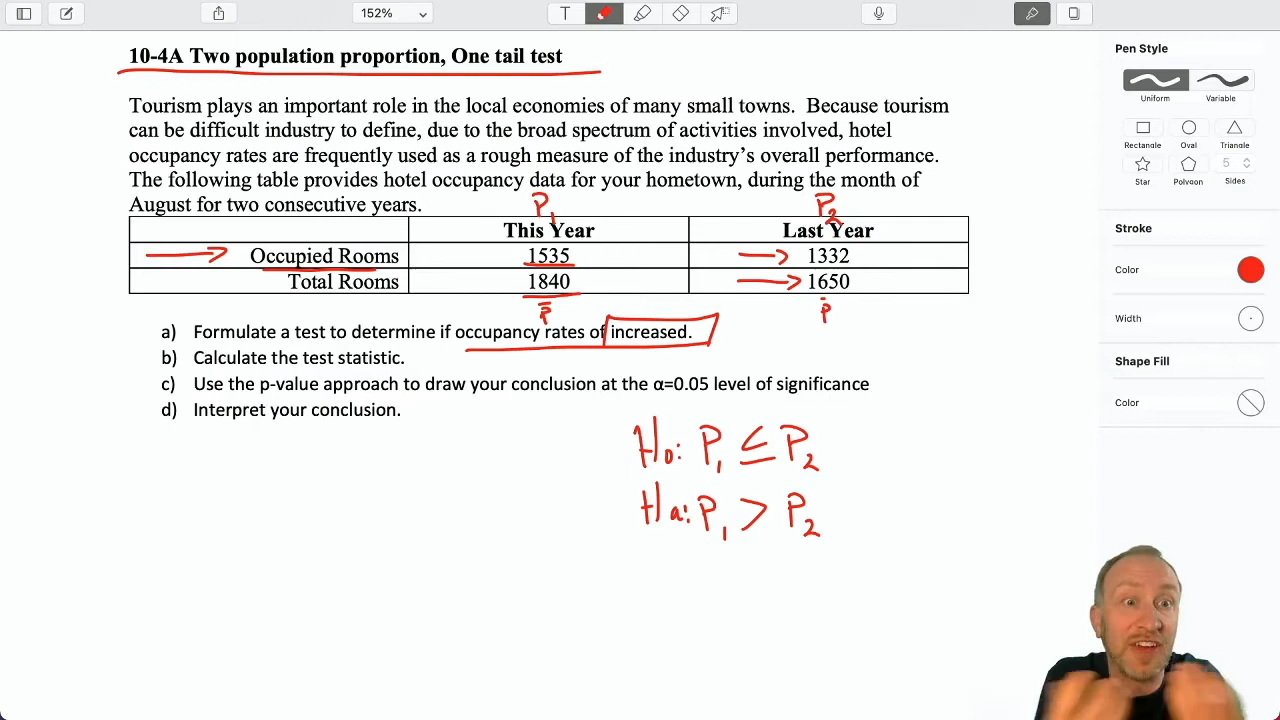 152%
T
10-4A Two population proportion, One tail test
Pen Style
Uniform Variable
Rectangle Oval Triangle
5
Star Polygon Sides
Stroke
Color
Width
Shape Fill
Color
Tourism plays an important role in the local economies of many small towns. Because tourism
can be difficult industry to define, due to the broad spectrum of activities involved, hotel
occupancy rates are frequently used as a rough measure of the industry's overall performance.
The following table provides hotel occupancy data for your hometown, during the month of
August for two consecutive years.
P1 P2
This Year Last Year
Occupied Rooms 1535 1332
Total Rooms 1840 1650
p̄ p̄
a) Formulate a test to determine if occupancy rates of increased.
b) Calculate the test statistic.
c) Use the p-value approach to draw your conclusion at the α=0.05 level of significance
d) Interpret your conclusion.
Ho: P1 ≤ P2
Ha: P1 > P2